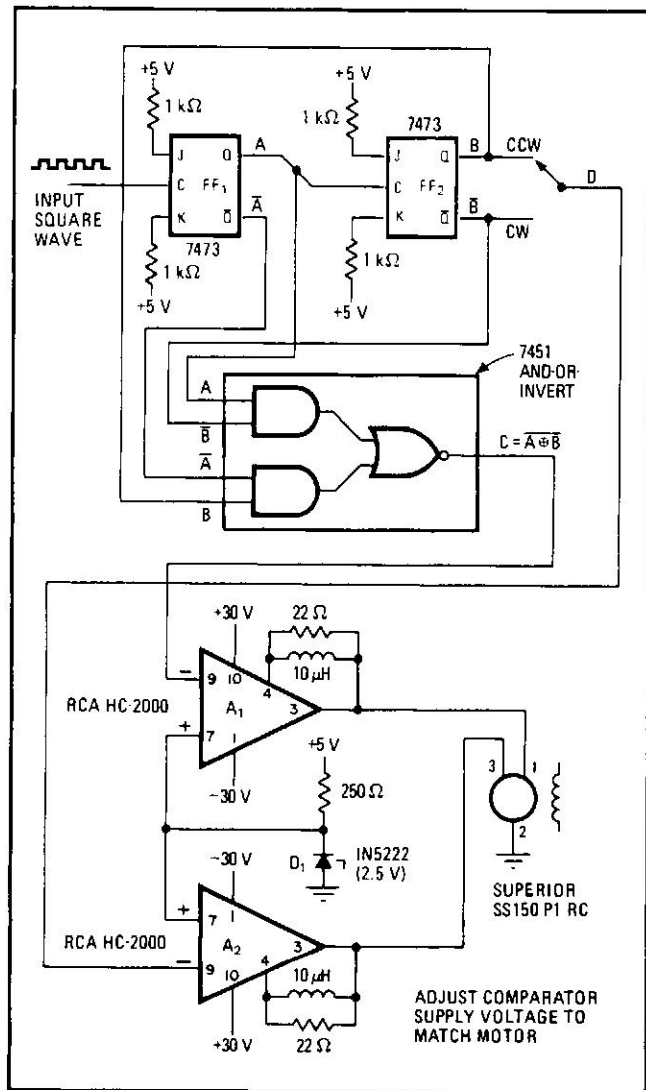 +5 V
+5 V
1 kΩ
1 kΩ
7473
J Q A
J Q B CCW
D
C FF1
C FF2
INPUT
SQUARE
WAVE
K Q̅ A̅
K Q̅ B̅
CW
7473
1 kΩ
1 kΩ
+5 V
+5 V
7451
AND-OR-
INVERT
A
B̅
A̅
B
C = A̅ ⊕ B̅
+30 V
22 Ω
10 μH
− 9 10 4
RCA HC-2000
A1 3
+ 7 1
+5 V
−30 V
250 Ω
3 1
2
D1
IN5222
(2.5 V)
−30 V
SUPERIOR
SS150 P1 RC
+ 7 1
RCA HC-2000
A2 3
− 9 10 4
10 μH
22 Ω
+30 V
ADJUST COMPARATOR
SUPPLY VOLTAGE TO
MATCH MOTOR